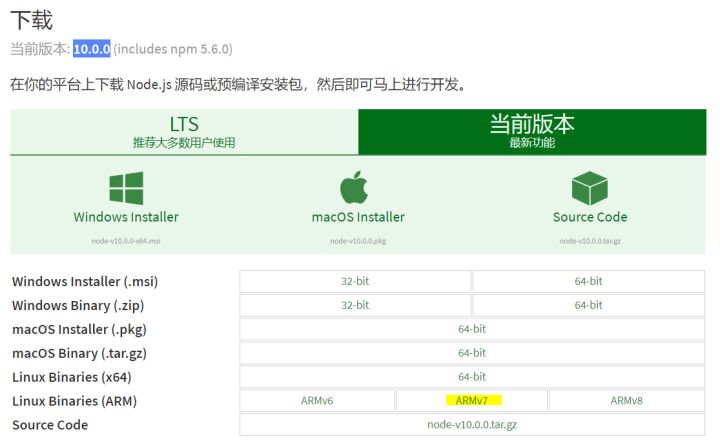 下载
当前版本: 10.0.0 (includes npm 5.6.0)
在你的平台上下载 Node.js 源码或预编译安装包，然后即可马上进行开发。
LTS 当前版本
推荐大多数用户使用 最新功能
Windows Installer macOS Installer Source Code
node-v10.0.0-x64.msi node-v10.0.0.pkg node-v10.0.0.tar.gz
Windows Installer (.msi) 32-bit 64-bit
Windows Binary (.zip) 32-bit 64-bit
macOS Installer (.pkg) 64-bit
macOS Binary (.tar.gz) 64-bit
Linux Binaries (x64) 64-bit
Linux Binaries (ARM) ARMv6 ARMv7 ARMv8
Source Code node-v10.0.0.tar.gz